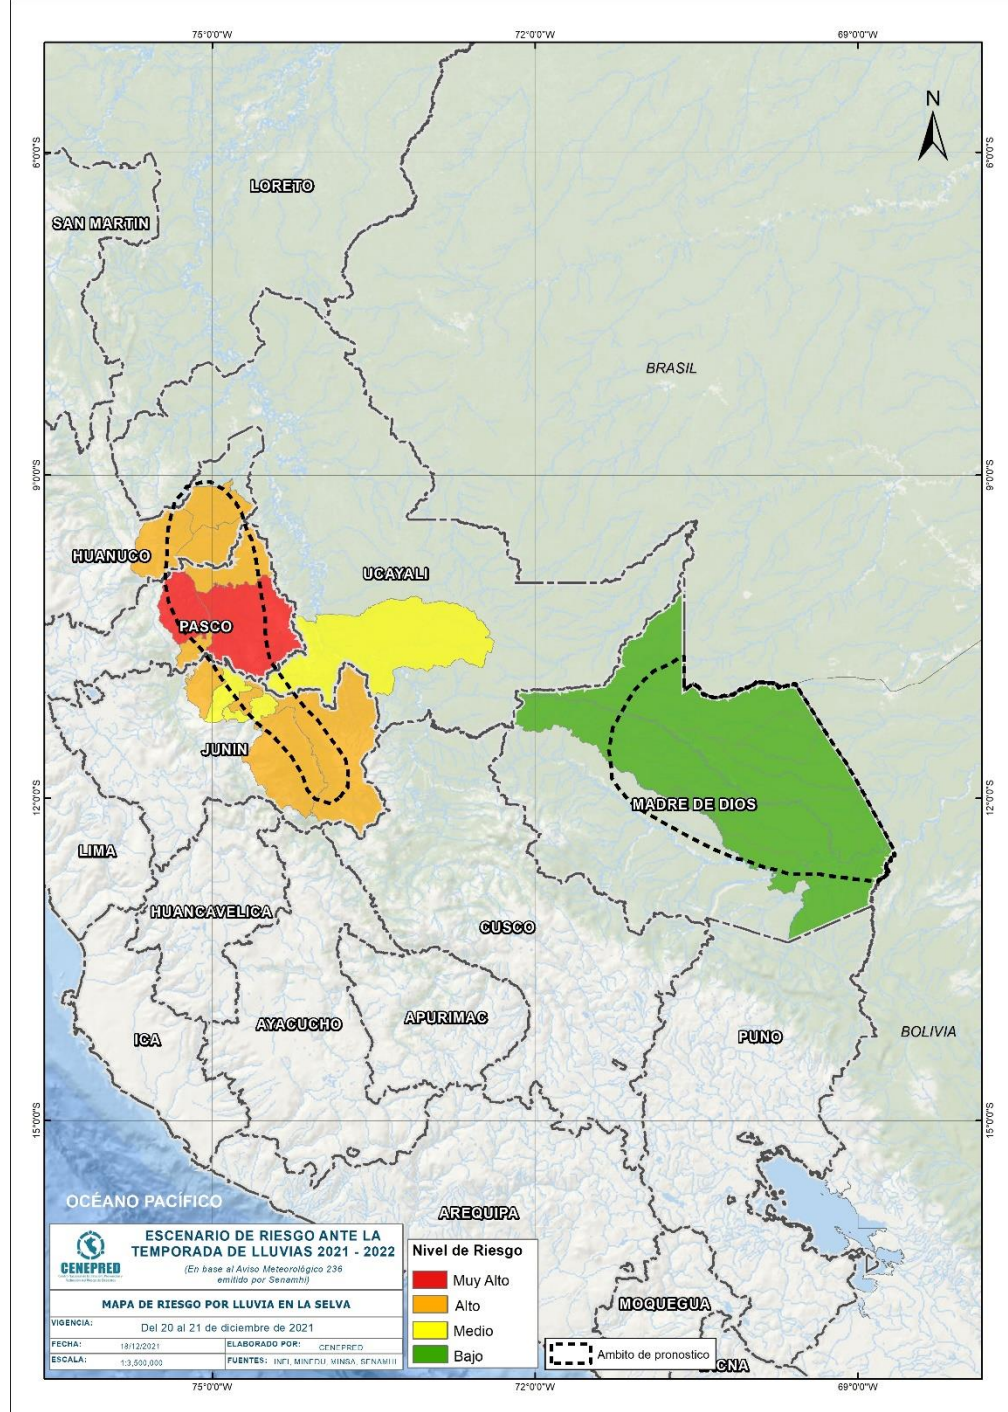 75°0'0"W
72°0'0"W
69°0'0"W
N
6°0'0"S
6°0'0"S
LORETO
SAN MARTIN
BRASIL
9°0'0"S
9°0'0"S
HUANUCO
UCAYALI
PASCO
JUNIN
12°0'0"S
MADRE DE DIOS
12°0'0"S
LIMA
HUANCAVELICA
CUSCO
ICA
AYACUCHO
APURIMAC
PUNO
BOLIVIA
15°0'0"S
15°0'0"S
OCÉANO PACÍFICO
AREQUIPA
MOQUEGUA
CENEPRED
ESCENARIO DE RIESGO ANTE LA
TEMPORADA DE LLUVIAS 2021 - 2022
(En base al Aviso Meteorológico 236
emitido por Senamhi)
MAPA DE RIESGO POR LLUVIA EN LA SELVA
VIGENCIA:
Del 20 al 21 de diciembre de 2021
FECHA:
18/12/2021
ELABORADO POR:
CENEPRED
ESCALA:
1:3,500,000
FUENTES:
INEI, MINEDU, MINSA, SENAMHI
Nivel de Riesgo
Muy Alto
Alto
Medio
Bajo
Ambito de pronostico
75°0'0"W
72°0'0"W
69°0'0"W